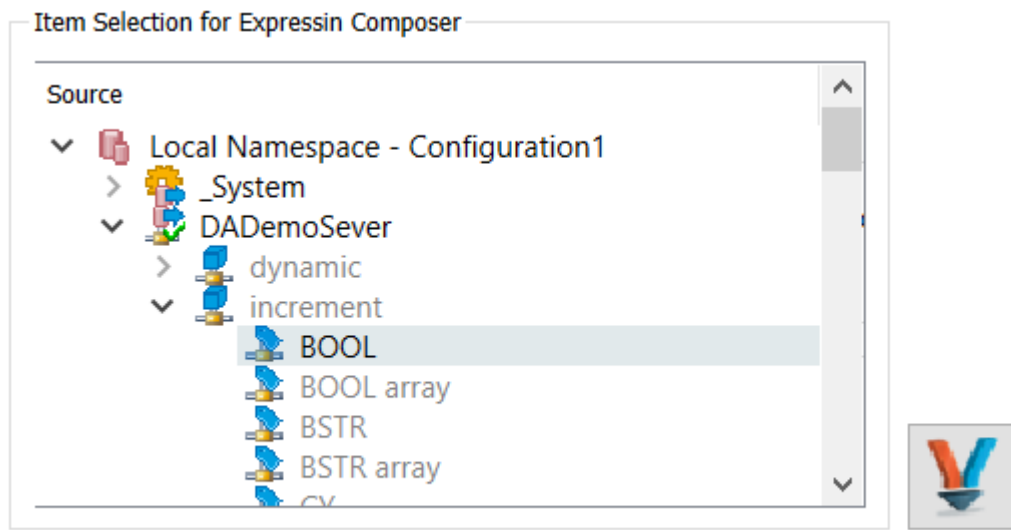 Item Selection for Expressin Composer
Source
Local Namespace - Configuration1
_System
DADemoSever
dynamic
increment
BOOL
BOOL array
BSTR
BSTR array
CY